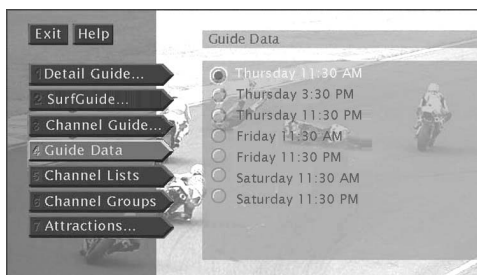 Exit Help
Guide Data
1 Detail Guide...
2 SurfGuide...
3 Channel Guide...
4 Guide Data
5 Channel Lists
6 Channel Groups
7 Attractions...
Thursday 11:30 AM
Thursday 3:30 PM
Thursday 11:30 PM
Friday 11:30 AM
Friday 11:30 PM
Saturday 11:30 AM
Saturday 11:30 PM